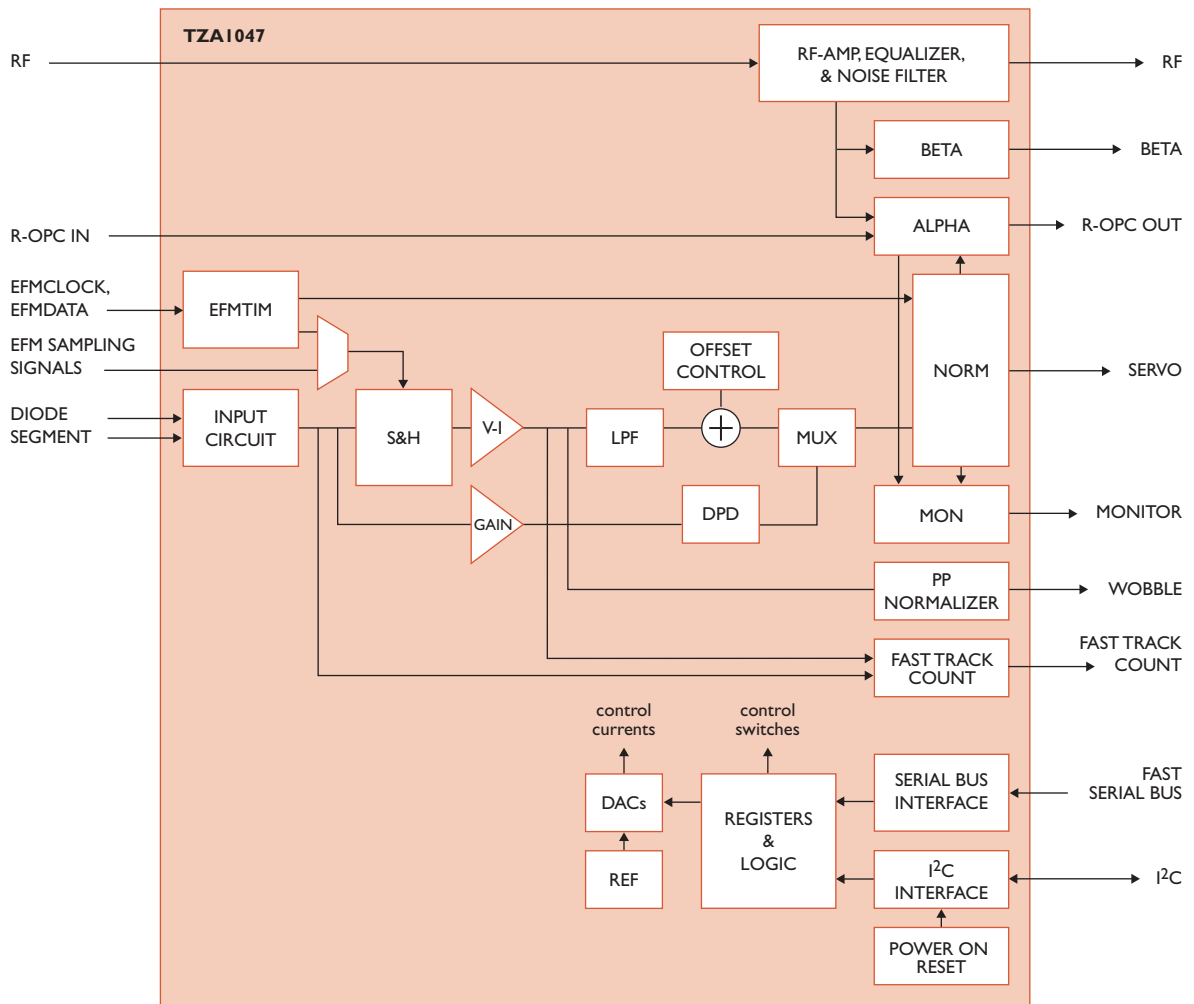 TZA1047
RF
RF-AMP, EQUALIZER,
& NOISE FILTER
RF
BETA
BETA
R-OPC IN
ALPHA
R-OPC OUT
EFMCLOCK,
EFMDATA
EFMTIM
EFM SAMPLING
SIGNALS
OFFSET
CONTROL
NORM
SERVO
DIODE
SEGMENT
INPUT
CIRCUIT
S&H
V-I
LPF
+
MUX
GAIN
DPD
MON
MONITOR
PP
NORMALIZER
WOBBLE
FAST TRACK
COUNT
FAST TRACK
COUNT
control
currents
control
switches
DACs
REGISTERS
&
LOGIC
SERIAL BUS
INTERFACE
FAST
SERIAL BUS
REF
I²C
INTERFACE
I²C
POWER ON
RESET